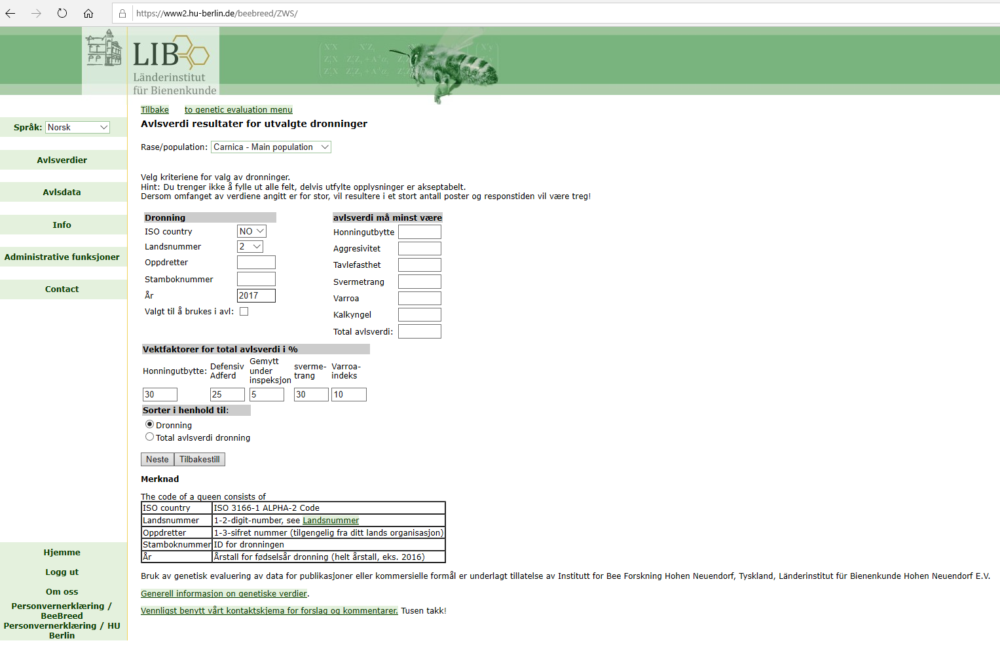 https://www2.hu-berlin.de/beebreed/ZWS/
LIB
Länderinstitut
für Bienenkunde
Språk: Norsk
Avlsverdier
Avlsdata
Info
Administrative funksjoner
Contact
Hjemme
Logg ut
Om oss
Personvernerklæring /
BeeBreed
Personvernerklæring / HU
Berlin
Tilbake to genetic evaluation menu
Avlsverdi resultater for utvalgte dronninger
Rase/population: Carnica - Main population
Velg kriteriene for valg av dronninger.
Hint: Du trenger ikke å fylle ut alle felt, delvis utfylte opplysninger er akseptabelt.
Dersom omfanget av verdiene angitt er for stor, vil resultere i et stort antall poster og responstiden vil være treg!
Dronning
ISO country NO
Landsnummer 2
Oppdretter
Stamboknummer
År 2017
Valgt til å brukes i avl:
avlsverdi må minst være
Honningutbytte
Aggresivitet
Tavlefasthet
Svermetrang
Varroa
Kalkyngel
Total avlsverdi:
Vektfaktorer for total avlsverdi i %
Honningutbytte: Defensiv Adferd Gemytt under inspeksjon sverme-trang Varroa-indeks
30 25 5 30 10
Sorter i henhold til:
Dronning
Total avlsverdi dronning
Neste Tilbakestill
Merknad
The code of a queen consists of
ISO country ISO 3166-1 ALPHA-2 Code
Landsnummer 1-2-digit-number, see Landsnummer
Oppdretter 1-3-sifret nummer (tilgengelig fra ditt lands organisasjon)
Stamboknummer ID for dronningen
År Årstall for fødselsår dronning (helt årstall, eks. 2016)
Bruk av genetisk evaluering av data for publikasjoner eller kommersielle formål er underlagt tillatelse av Institutt for Bee Forskning Hohen Neuendorf, Tyskland, Länderinstitut für Bienenkunde Hohen Neuendorf E.V.
Generell informasjon on genetiske verdier.
Vennligst benytt vårt kontaktskjema for forslag og kommentarer. Tusen takk!